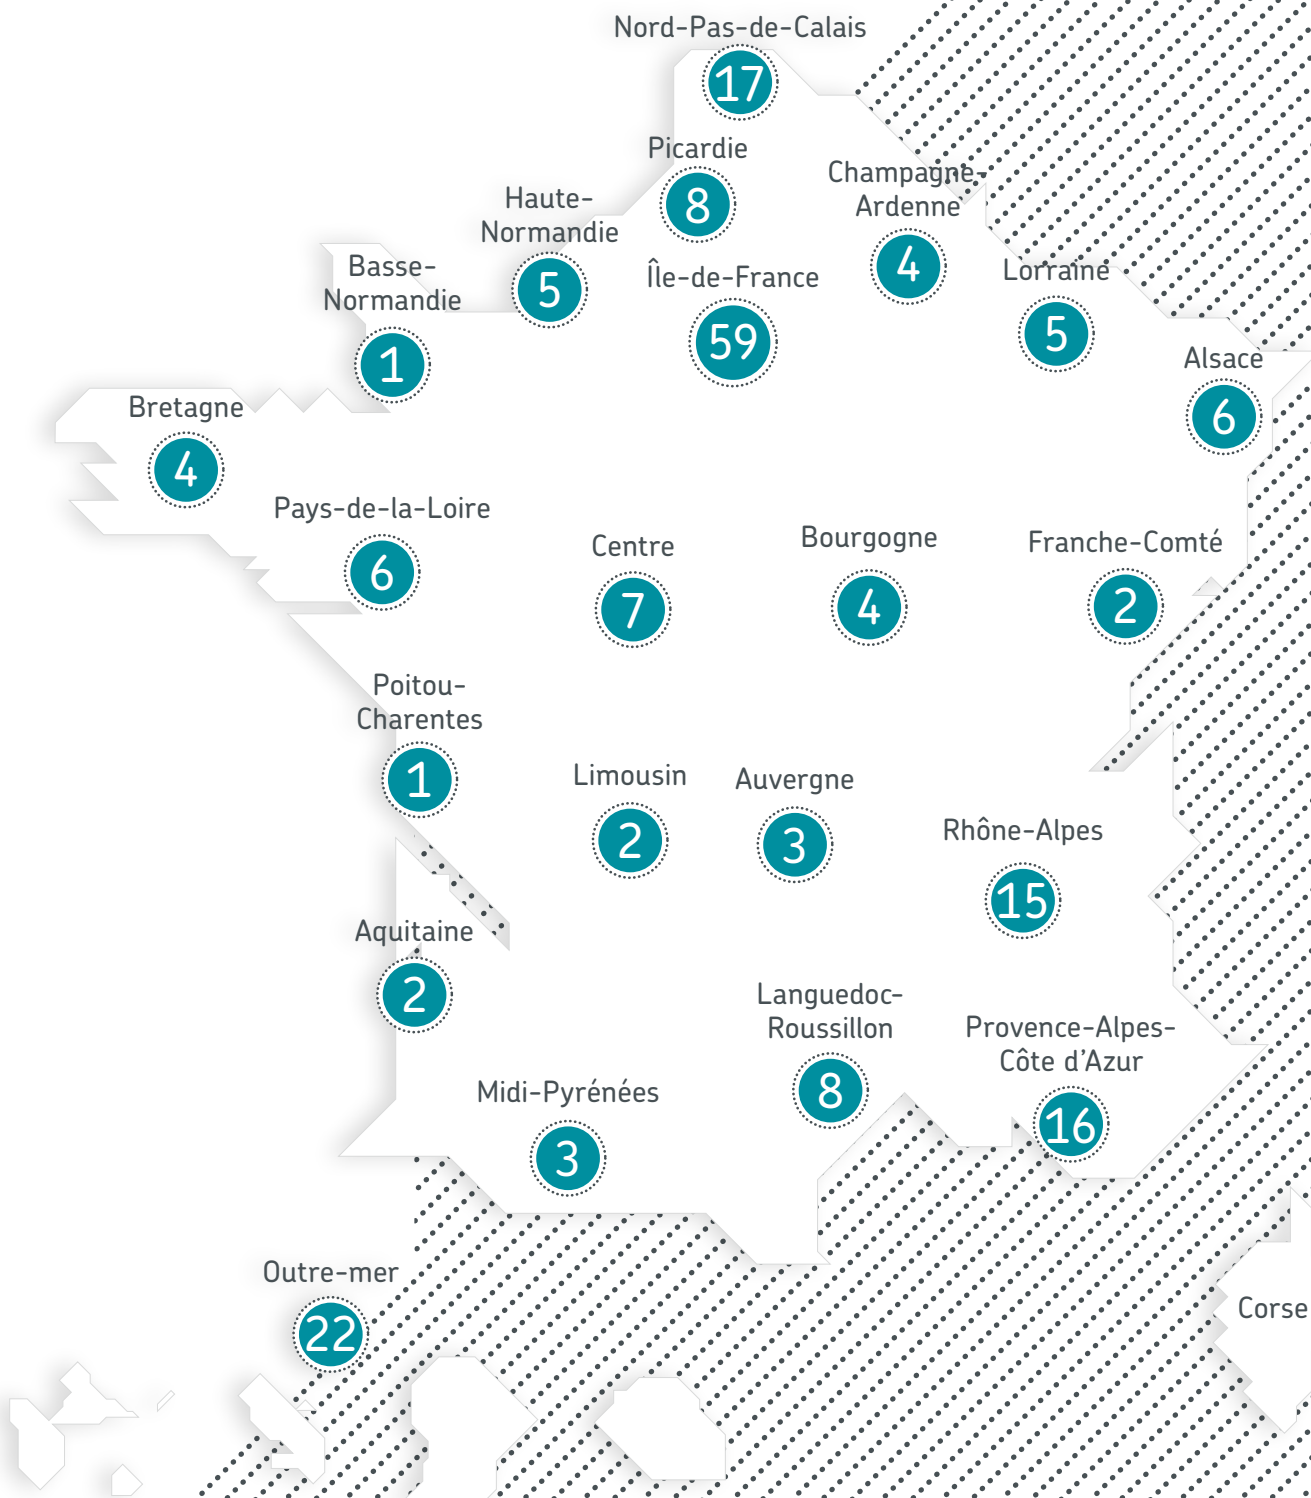 Nord-Pas-de-Calais
17
Picardie
8
Champagne-
Ardenne
4
Haute-
Normandie
5
Basse-
Normandie
1
Île-de-France
59
Lorraine
5
Alsace
6
Bretagne
4
Pays-de-la-Loire
6
Centre
7
Bourgogne
4
Franche-Comté
2
Poitou-
Charentes
1
Limousin
2
Auvergne
3
Rhône-Alpes
15
Aquitaine
2
Languedoc-
Roussillon
8
Provence-Alpes-
Côte d’Azur
16
Midi-Pyrénées
3
Outre-mer
22
Corse